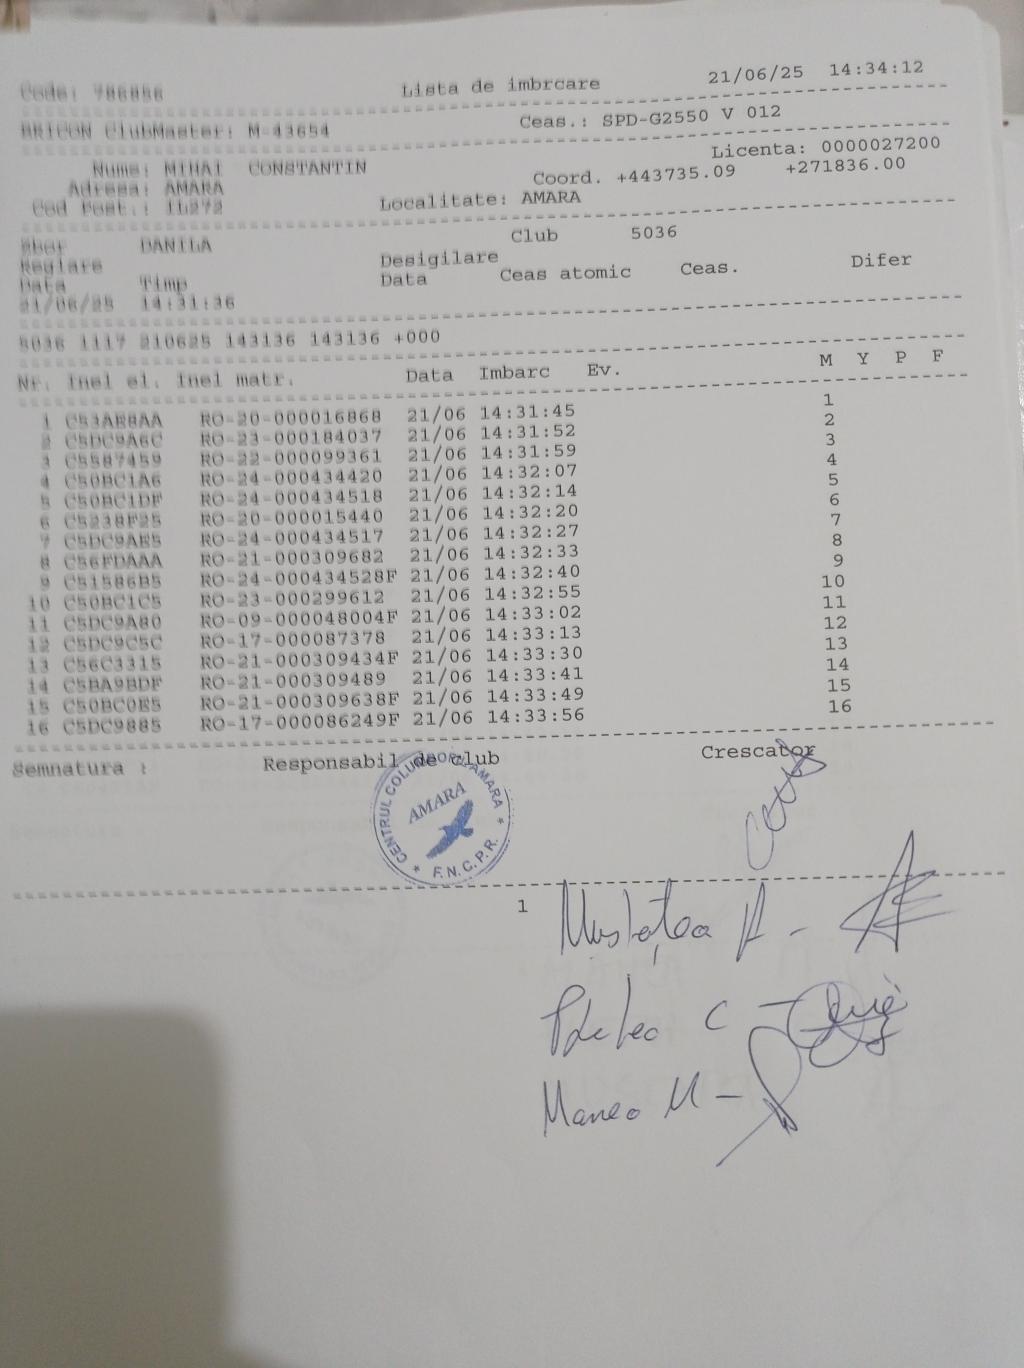 Code: 786856 Lista de imbrcare 21/06/25 14:34:12
BRICON ClubMaster: M-43654 Ceas.: SPD-G2550 V 012
Nume: MIHAI CONSTANTIN Licenta: 0000027200
Adresa: AMARA Coord. +443735.09 +271836.00
Cod Post.: 1L272 Localitate: AMARA
DANILA Club 5036
Reglare Desigilare
Data Timp Data Ceas atomic Ceas. Difer
21/06/25 14:31:36
5036 1117 210625 143136 143136 +000
Nr. Inel el. Inel matr. Data Imbarc Ev. M Y P F
1 C53AE8AA RO-20-000016868 21/06 14:31:45 1
2 C5DC9A6C RO-23-000184037 21/06 14:31:52 2
3 C5587459 RO-22-000099361 21/06 14:31:59 3
4 C50BC1A6 RO-24-000434420 21/06 14:32:07 4
5 C50BC1DF RO-24-000434518 21/06 14:32:14 5
6 C5238F25 RO-20-000015440 21/06 14:32:20 6
7 C5DC9AE5 RO-24-000434517 21/06 14:32:27 7
8 C56FDAAA RO-21-000309682 21/06 14:32:33 8
9 C51586B5 RO-24-000434528F 21/06 14:32:40 9
10 C50BC1C5 RO-23-000299612 21/06 14:32:55 10
11 C5DC9A80 RO-09-000048004F 21/06 14:33:02 11
12 C5DC9C5C RO-17-000087378 21/06 14:33:13 12
13 C56C3315 RO-21-000309434F 21/06 14:33:30 13
14 C5BA9BDF RO-21-000309489 21/06 14:33:41 14
15 C50BC0E5 RO-21-000309638F 21/06 14:33:49 15
16 C5DC9885 RO-17-000086249F 21/06 14:33:56 16
Semnatura : Responsabil de club Crescator
CENTRUL COLUMBOFIL AMARA
AMARA
* F.N.C.P.R. *
1
Mustațea A -
C -
Manea M -